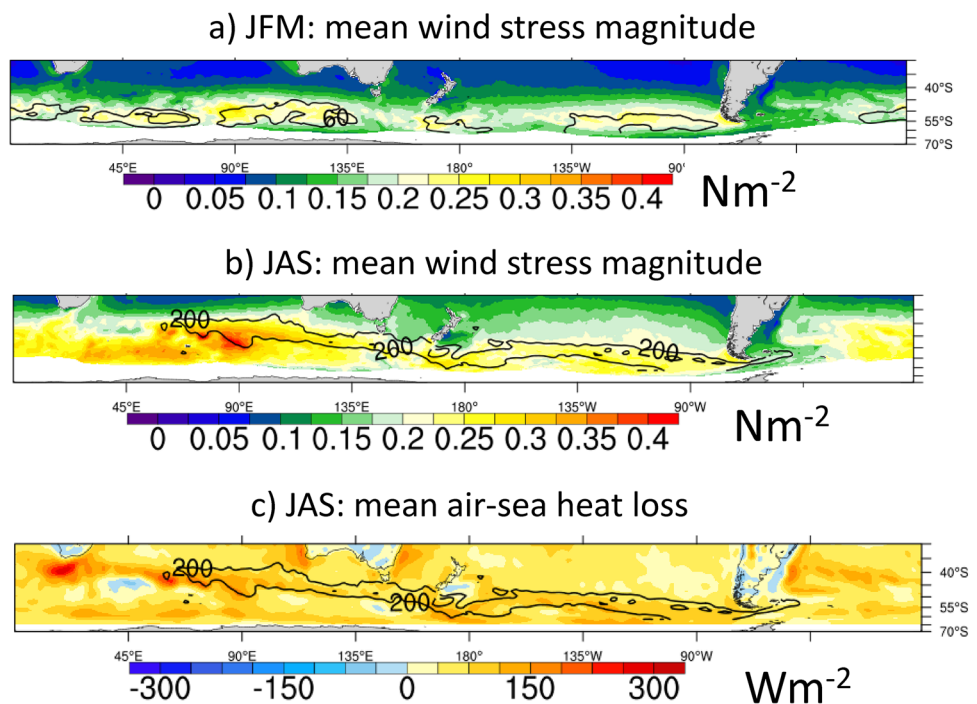 a) JFM: mean wind stress magnitude
60
40°S
55°S
70°S
45°E 90°E 135°E 180° 135°W 90°
0 0.05 0.1 0.15 0.2 0.25 0.3 0.35 0.4
Nm-2
b) JAS: mean wind stress magnitude
200
200
200
45°E 90°E 135°E 180° 135°W 90°W
0 0.05 0.1 0.15 0.2 0.25 0.3 0.35 0.4
Nm-2
c) JAS: mean air-sea heat loss
200
200
40°S
55°S
70°S
45°E 90°E 135°E 180° 135°W 90°W
-300 -150 0 150 300
Wm-2